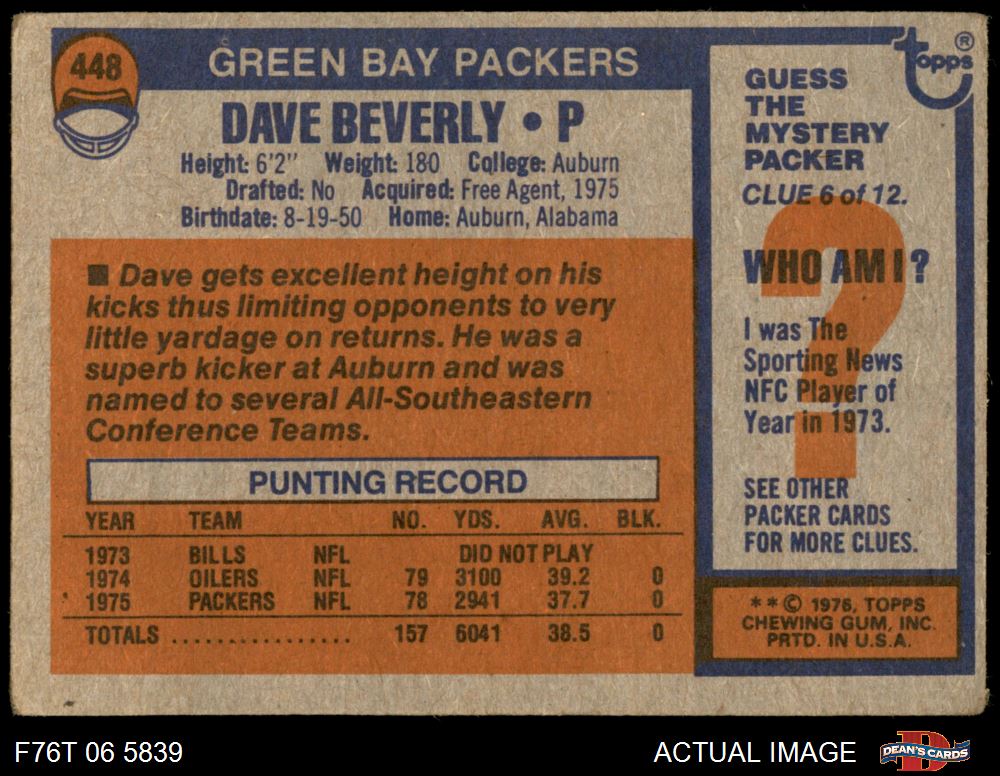 448
GREEN BAY PACKERS
DAVE BEVERLY • P
Height: 6'2" Weight: 180 College: Auburn
Drafted: No Acquired: Free Agent, 1975
Birthdate: 8-19-50 Home: Auburn, Alabama
■ Dave gets excellent height on his
kicks thus limiting opponents to very
little yardage on returns. He was a
superb kicker at Auburn and was
named to several All-Southeastern
Conference Teams.
PUNTING RECORD
YEAR TEAM NO. YDS. AVG. BLK.
1973 BILLS NFL DID NOT PLAY
1974 OILERS NFL 79 3100 39.2 0
1975 PACKERS NFL 78 2941 37.7 0
TOTALS ................. 157 6041 38.5 0
topps®
GUESS
THE
MYSTERY
PACKER
CLUE 6 of 12.
?
WHO AM I?
I was The
Sporting News
NFC Player of
Year in 1973.
SEE OTHER
PACKER CARDS
FOR MORE CLUES.
**© 1976, TOPPS
CHEWING GUM, INC.
PRTD. IN U.S.A.
F76T 06 5839
ACTUAL IMAGE
D
DEAN'S CARDS